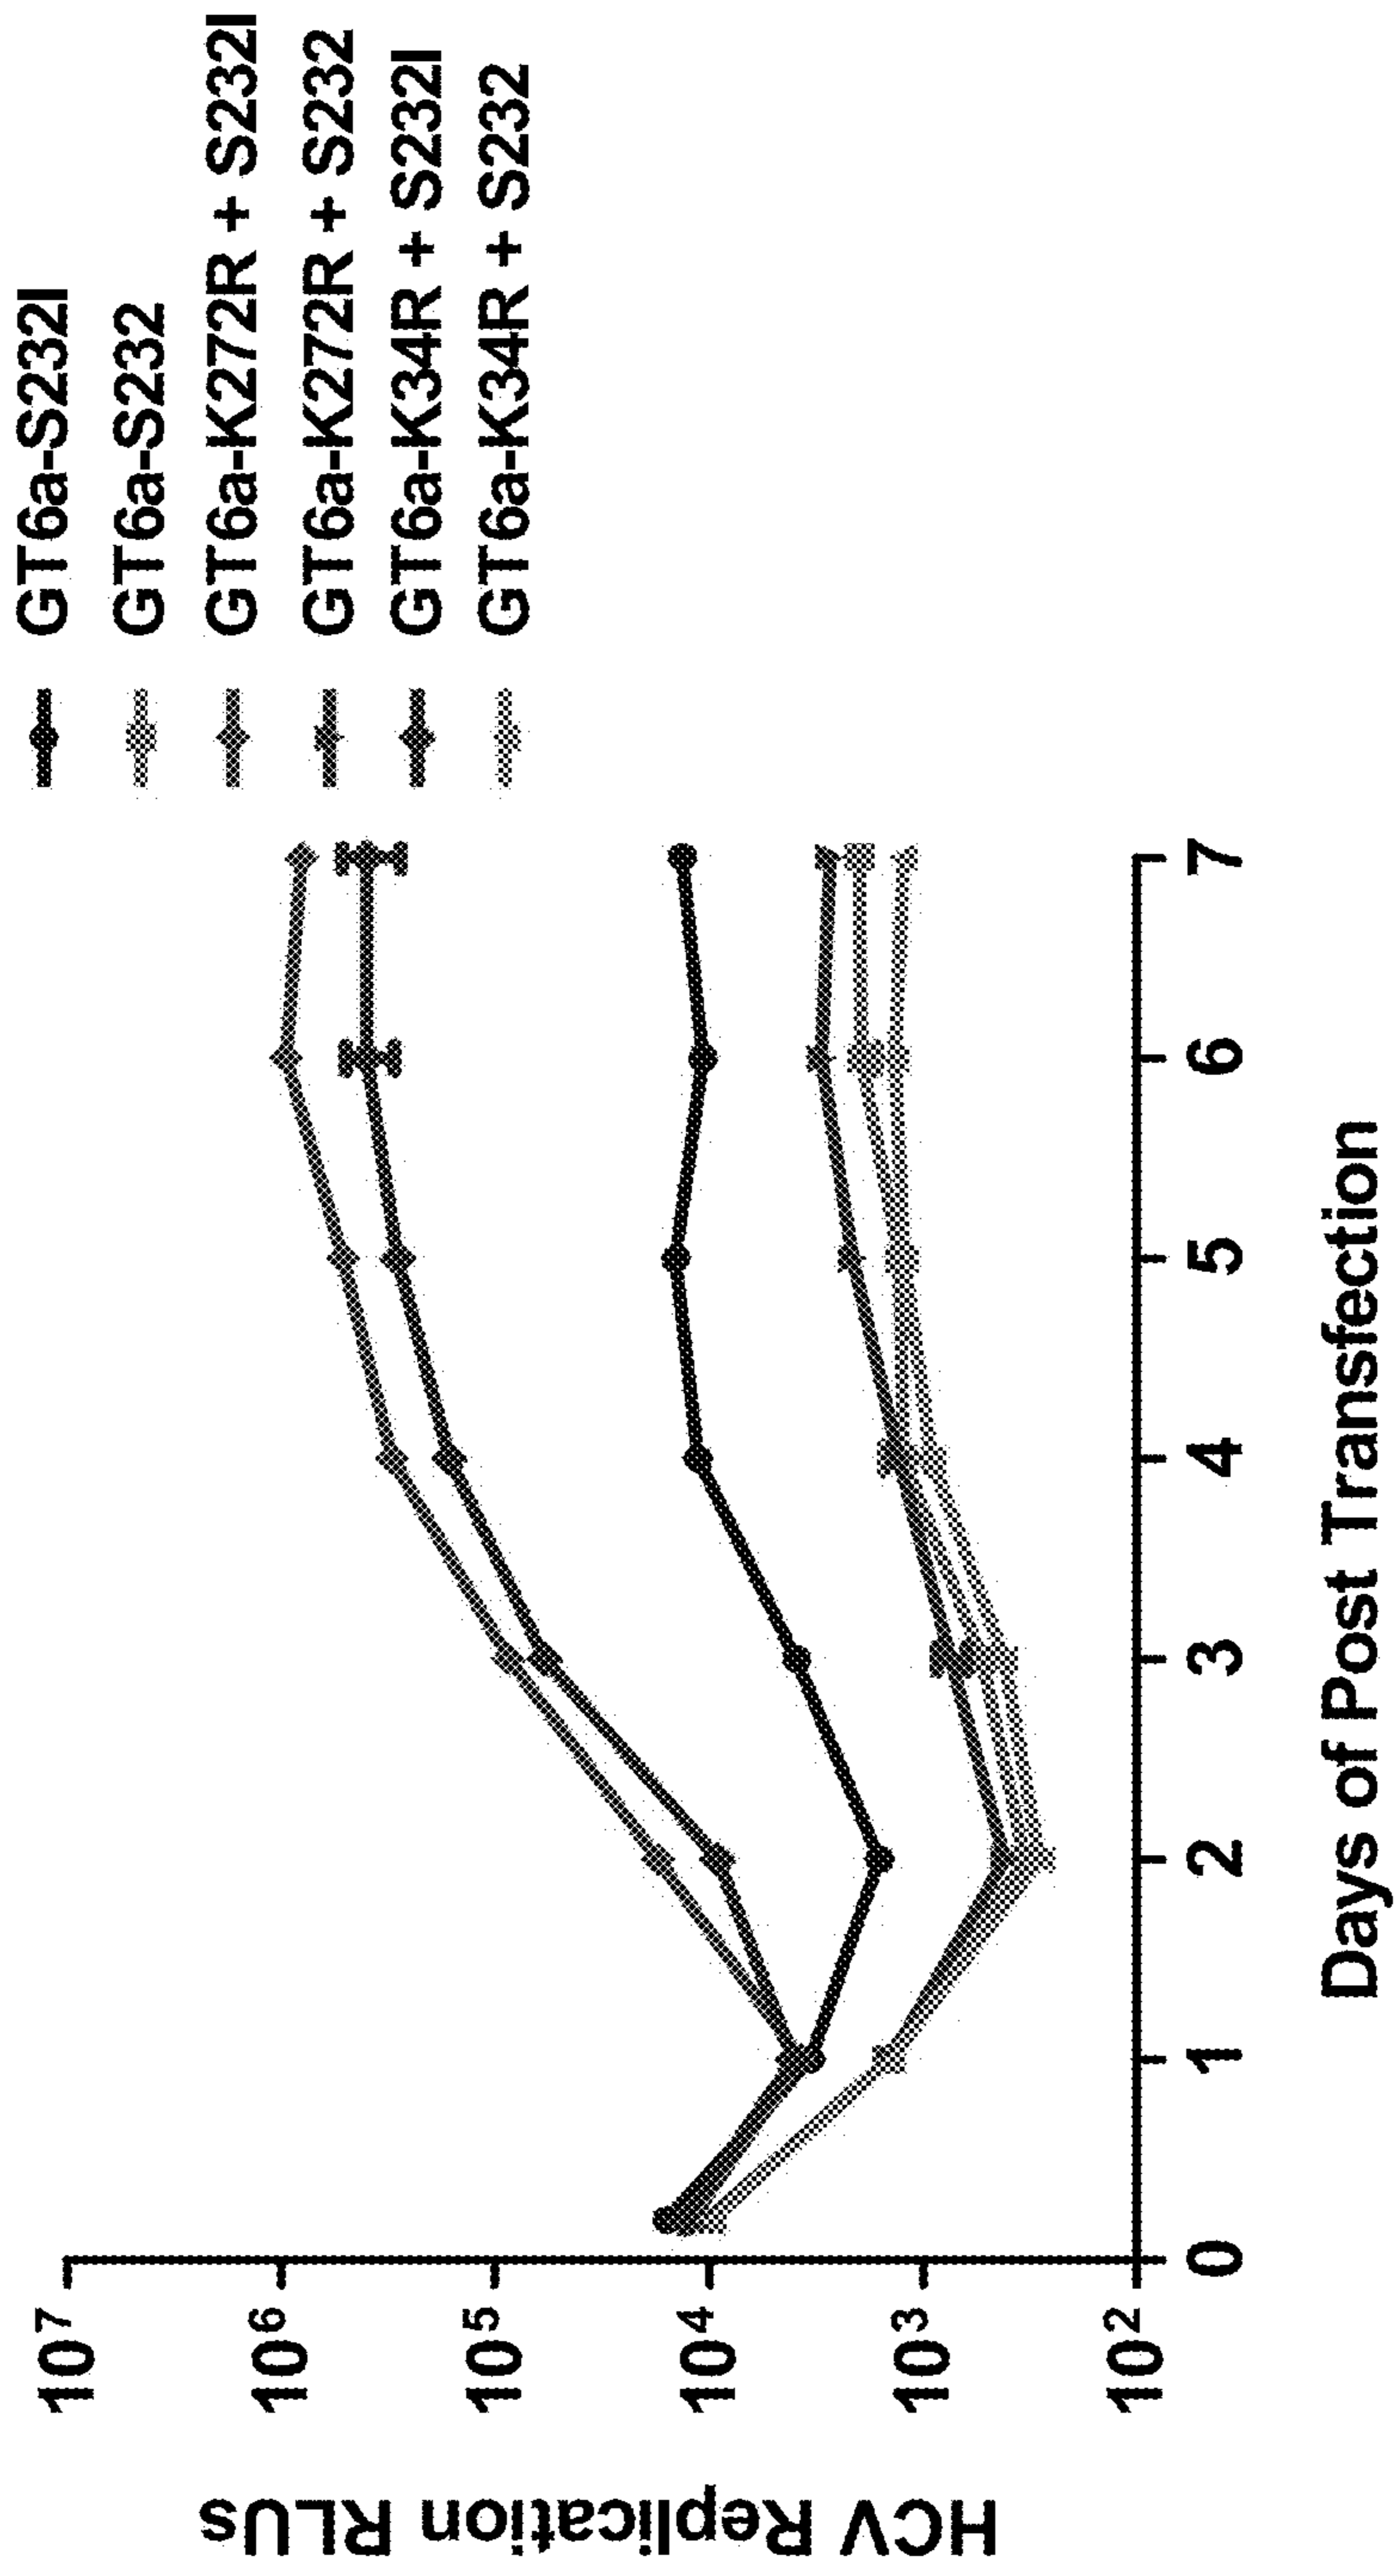 GT6a-S232I
GT6a-S232
GT6a-K272R + S232I
GT6a-K272R + S232
GT6a-K34R + S232I
GT6a-K34R + S232
HCV Replication RLUs
10⁷
10⁶
10⁵
10⁴
10³
10²
0 1 2 3 4 5 6 7
Days of Post Transfection